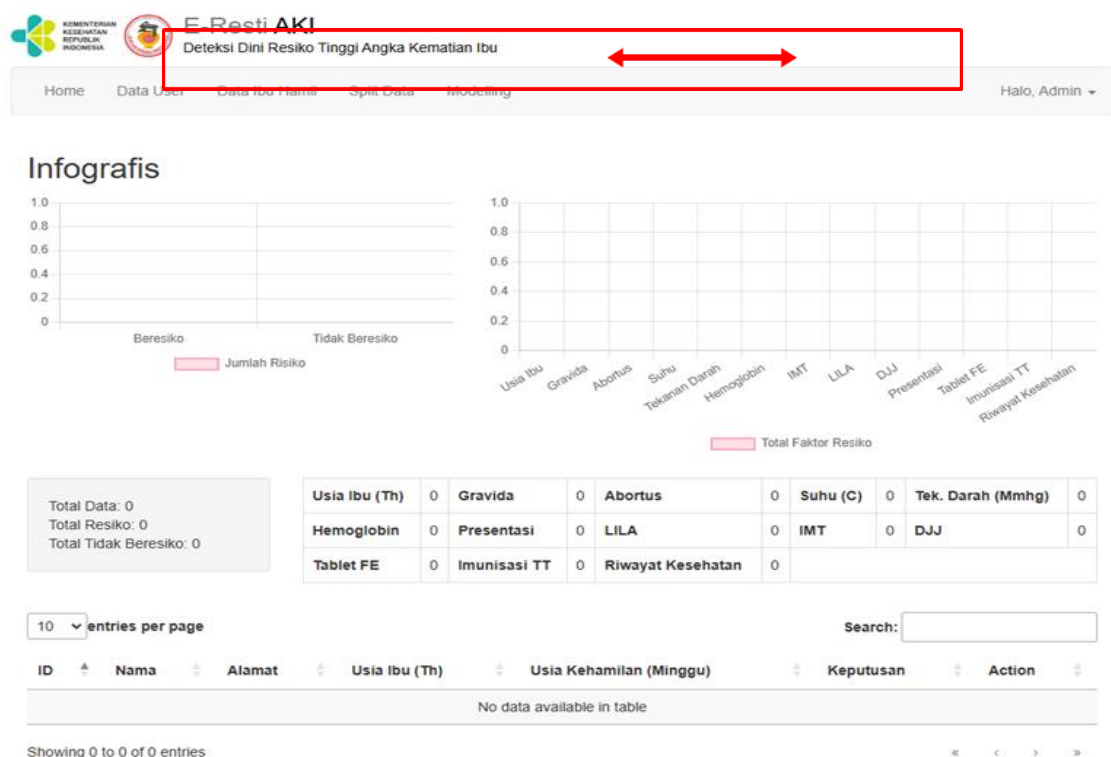 KEMENTERIAN
KESEHATAN
REPUBLIK
INDONESIA
E-Resti AKI
Deteksi Dini Resiko Tinggi Angka Kematian Ibu
Home Data User Data Ibu Hamil Split Data Modelling Halo, Admin
Infografis
1.0
0.8
0.6
0.4
0.2
0
Beresiko Tidak Beresiko
Jumlah Risiko
1.0
0.8
0.6
0.4
0.2
0
Usia Ibu Gravida Abortus Suhu Tekanan Darah Hemoglobin IMT LILA DJJ Presentasi Tablet FE Imunisasi TT Riwayat Kesehatan
Total Faktor Resiko
Total Data: 0
Total Resiko: 0
Total Tidak Beresiko: 0
Usia Ibu (Th) 0 Gravida 0 Abortus 0 Suhu (C) 0 Tek. Darah (Mmhg) 0
Hemoglobin 0 Presentasi 0 LILA 0 IMT 0 DJJ 0
Tablet FE 0 Imunisasi TT 0 Riwayat Kesehatan 0
10 entries per page Search:
ID Nama Alamat Usia Ibu (Th) Usia Kehamilan (Minggu) Keputusan Action
No data available in table
Showing 0 to 0 of 0 entries « ‹ › »